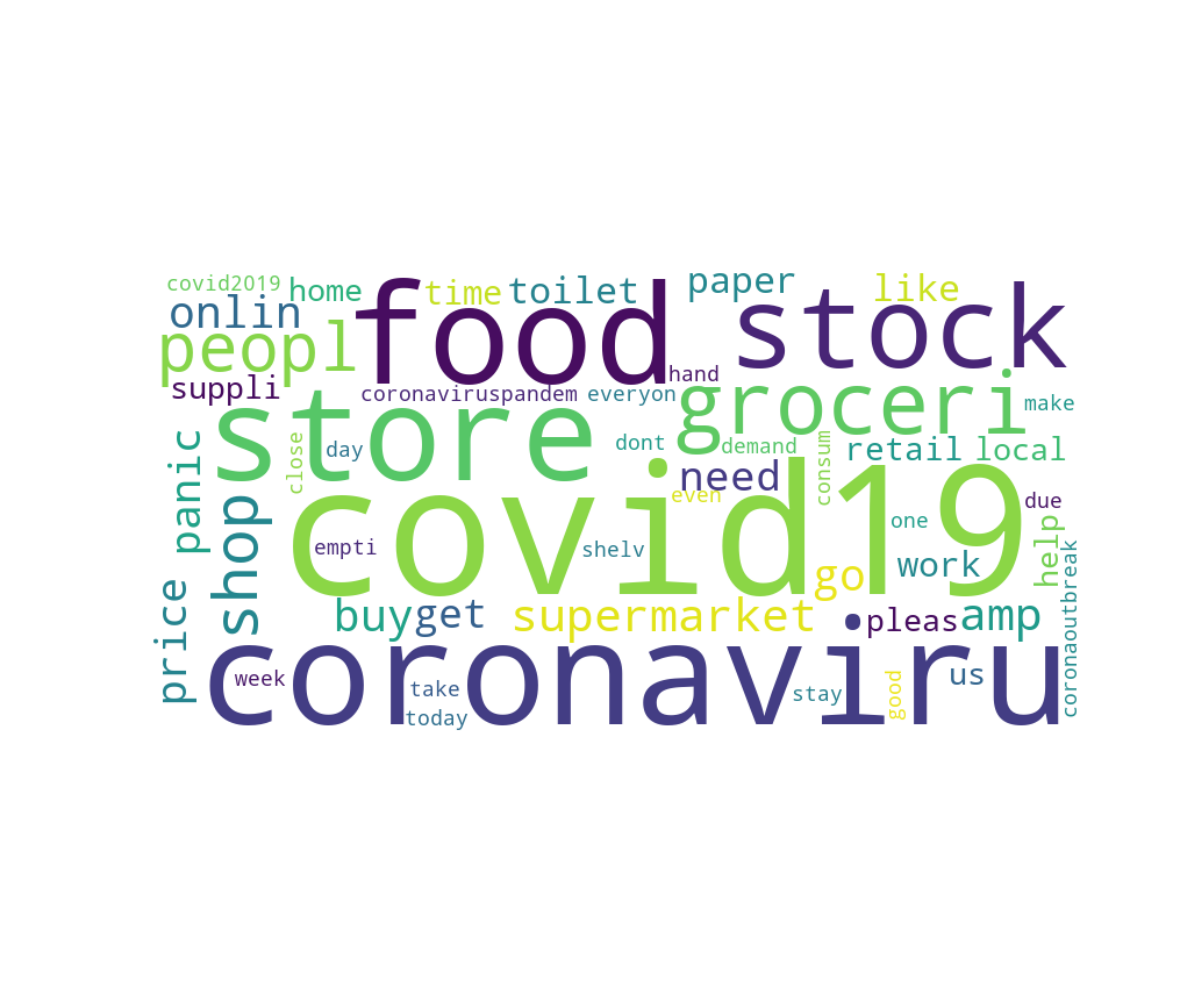 covid2019
home
food
time
toilet
paper
like
onlin
stock
peopl
suppli
coronaviruspandem
everyon
hand
groceri
make
store
day
close
dont
demand
consum
retail
local
panic
need
even
covid19
due
shop
empti
shelv
one
help
work
go
coronaoutbreak
price
buy
get
supermarket
pleas
amp
coronaviru
week
take
today
stay
good
us